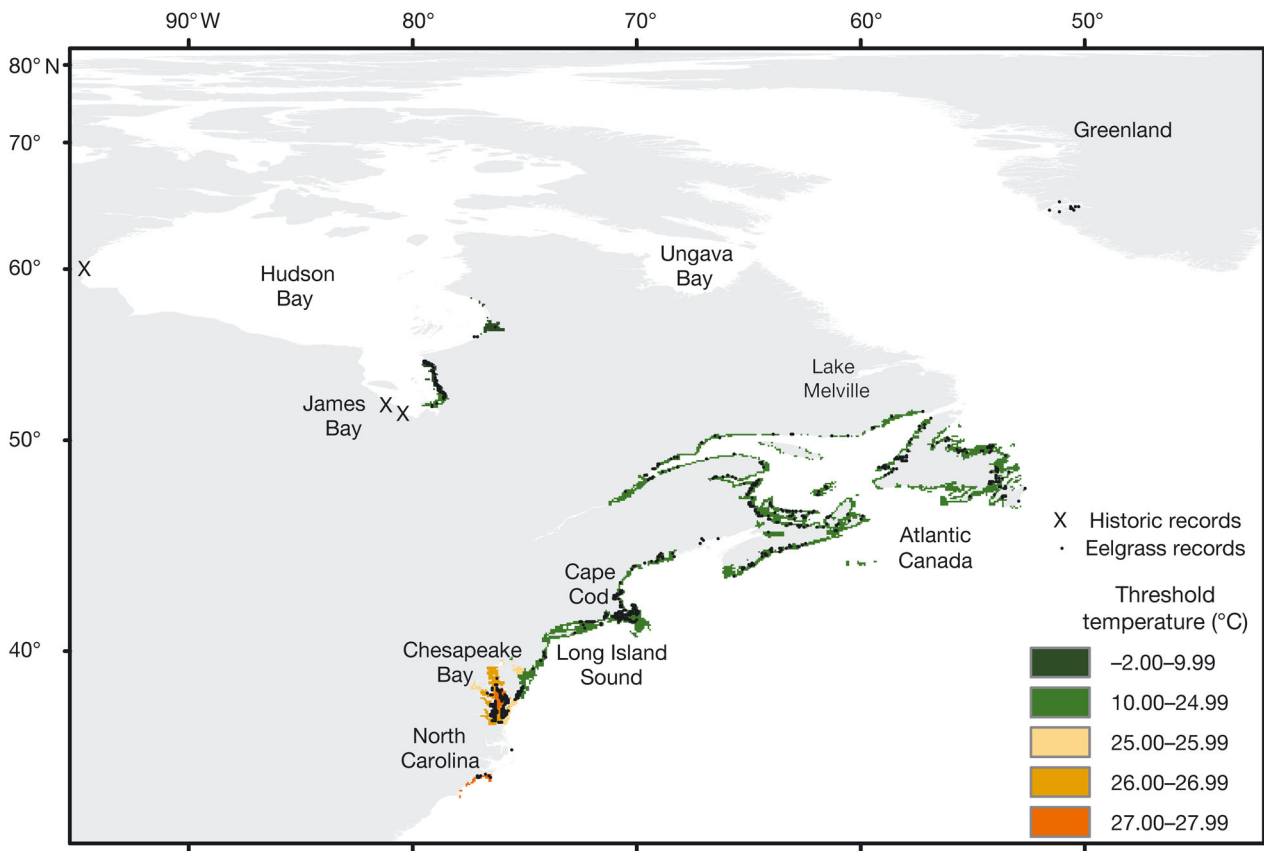 90° W
80°
70°
60°
50°
80° N
70°
60°
50°
40°
Greenland
Ungava
Bay
Hudson
Bay
X
Lake
Melville
James
Bay
X
X
X Historic records
Eelgrass records
Atlantic
Canada
Cape
Cod
Threshold
temperature (°C)
Chesapeake
Bay
Long Island
Sound
North
Carolina
–2.00–9.99
10.00–24.99
25.00–25.99
26.00–26.99
27.00–27.99